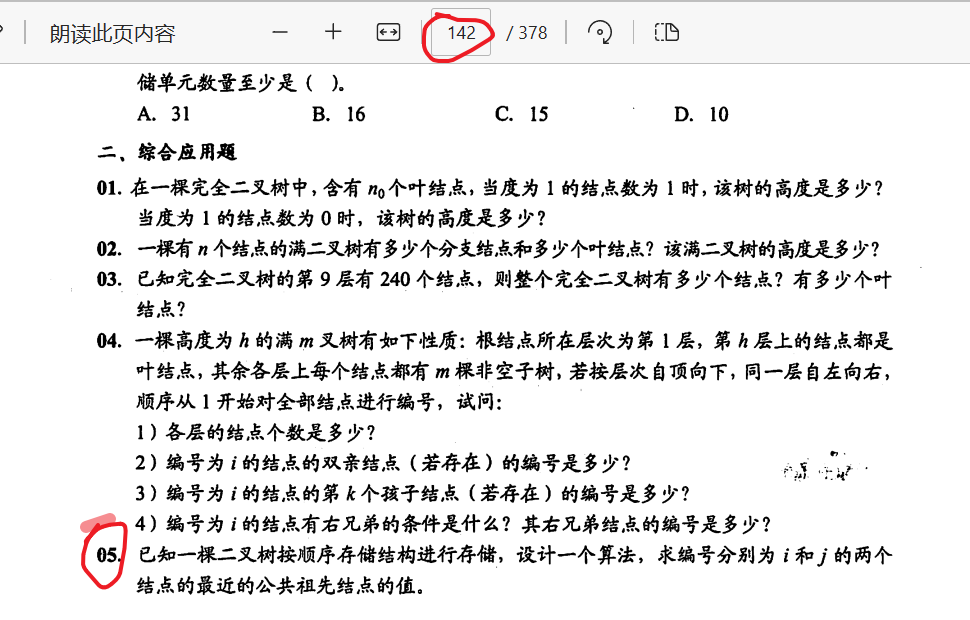 朗读此页内容
142 / 378
储单元数量至少是（ ）。
A. 31 B. 16 C. 15 D. 10
二、综合应用题
01. 在一棵完全二叉树中，含有 n₀个叶结点，当度为 1 的结点数为 1 时，该树的高度是多少？
当度为 1 的结点数为 0 时，该树的高度是多少？
02. 一棵有 n 个结点的满二叉树有多少个分支结点和多少个叶结点？该满二叉树的高度是多少？
03. 已知完全二叉树的第 9 层有 240 个结点，则整个完全二叉树有多少个结点？有多少个叶
结点？
04. 一棵高度为 h 的满 m 叉树有如下性质：根结点所在层次为第 1 层，第 h 层上的结点都是
叶结点，其余各层上每个结点都有 m 棵非空子树，若按层次自顶向下，同一层自左向右，
顺序从 1 开始对全部结点进行编号，试问：
1）各层的结点个数是多少？
2）编号为 i 的结点的双亲结点（若存在）的编号是多少？
3）编号为 i 的结点的第 k 个孩子结点（若存在）的编号是多少？
4）编号为 i 的结点有右兄弟的条件是什么？其右兄弟结点的编号是多少？
05. 已知一棵二叉树按顺序存储结构进行存储，设计一个算法，求编号分别为 i 和 j 的两个
结点的最近的公共祖先结点的值。